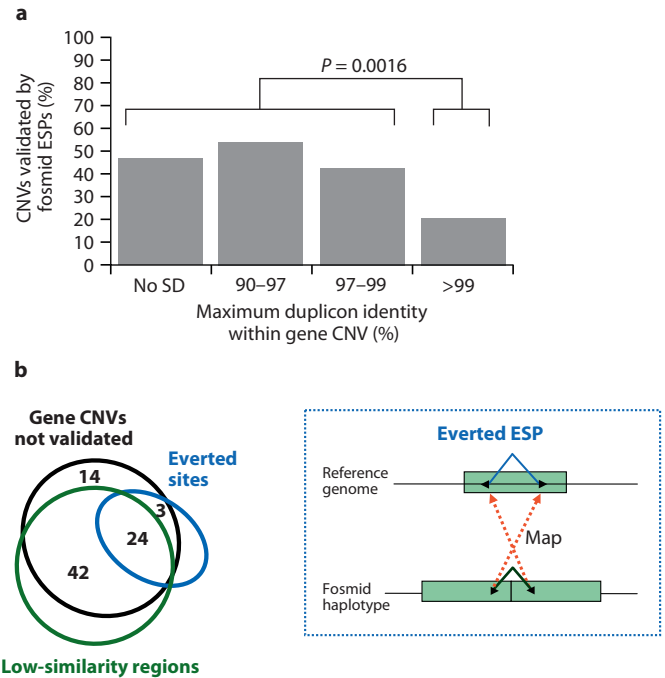 a
CNVs validated by
fosmid ESPs (%)
100
90
80
70
60
50
40
30
20
10
0
P = 0.0016
No SD
90–97
97–99
>99
Maximum duplicon identity
within gene CNV (%)
b
Gene CNVs
not validated
Everted
sites
14
3
24
42
Low-similarity regions
Everted ESP
Reference
genome
Map
Fosmid
haplotype